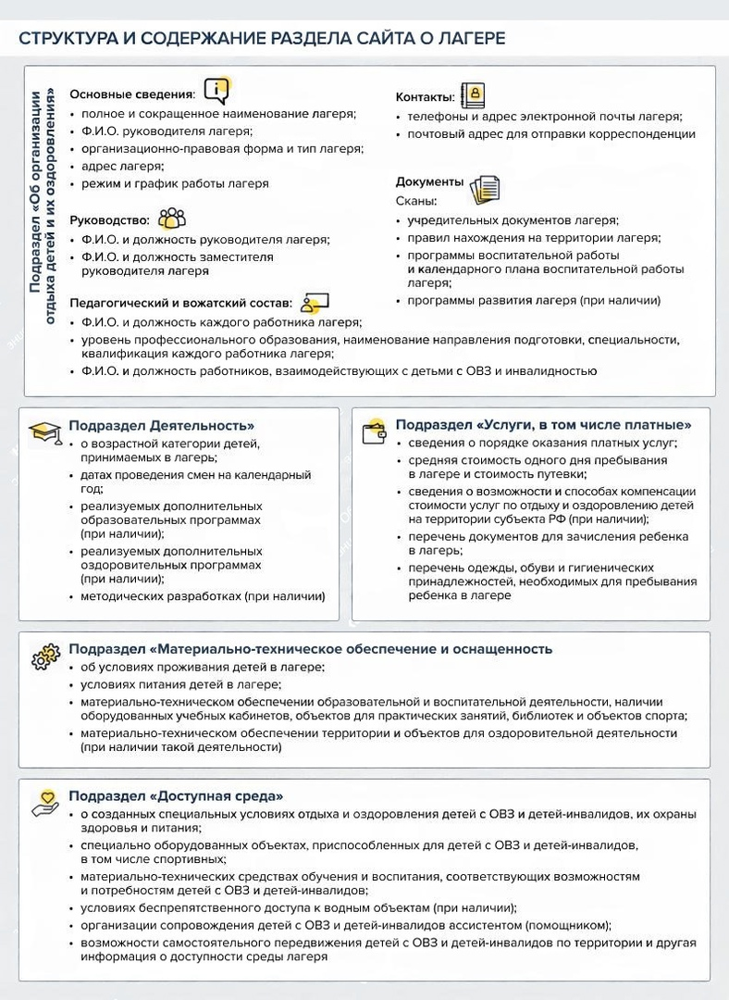 СТРУКТУРА И СОДЕРЖАНИЕ РАЗДЕЛА САЙТА О ЛАГЕРЕ
Подраздел «Об организации
отдыха детей и их оздоровления»
Основные сведения:
• полное и сокращенное наименование лагеря;
• Ф.И.О. руководителя лагеря;
• организационно-правовая форма и тип лагеря;
• адрес лагеря;
• режим и график работы лагеря
Руководство:
• Ф.И.О. и должность руководителя лагеря;
• Ф.И.О. и должность заместителя
руководителя лагеря
Контакты:
• телефоны и адрес электронной почты лагеря;
• почтовый адрес для отправки корреспонденции
Документы
Сканы:
• учредительных документов лагеря;
• правил нахождения на территории лагеря;
• программы воспитательной работы
и календарного плана воспитательной работы
лагеря;
• программы развития лагеря (при наличии)
Педагогический и вожатский состав:
• Ф.И.О. и должность каждого работника лагеря;
• уровень профессионального образования, наименование направления подготовки, специальности,
квалификация каждого работника лагеря;
• Ф.И.О. и должность работников, взаимодействующих с детьми с ОВЗ и инвалидностью
Подраздел Деятельность»
• о возрастной категории детей,
принимаемых в лагерь;
• датах проведения смен на календарный
год;
• реализуемых дополнительных
образовательных программах
(при наличии);
• реализуемых дополнительных
оздоровительных программах
(при наличии);
• методических разработках (при наличии)
Подраздел «Услуги, в том числе платные»
• сведения о порядке оказания платных услуг;
• средняя стоимость одного дня пребывания
в лагере и стоимость путевки;
• сведения о возможности и способах компенсации
стоимости услуг по отдыху и оздоровлению детей
на территории субъекта РФ (при наличии);
• перечень документов для зачисления ребенка
в лагерь;
• перечень одежды, обуви и гигиенических
принадлежностей, необходимых для пребывания
ребенка в лагере
Подраздел «Материально-техническое обеспечение и оснащенность
• об условиях проживания детей в лагере;
• условиях питания детей в лагере;
• материально-техническом обеспечении образовательной и воспитательной деятельности, наличии
оборудованных учебных кабинетов, объектов для практических занятий, библиотек и объектов спорта;
• материально-техническом обеспечении территории и объектов для оздоровительной деятельности
(при наличии такой деятельности)
Подраздел «Доступная среда»
• о созданных специальных условиях отдыха и оздоровления детей с ОВЗ и детей-инвалидов, их охраны
здоровья и питания;
• специально оборудованных объектах, приспособленных для детей с ОВЗ и детей-инвалидов,
в том числе спортивных;
• материально-технических средствах обучения и воспитания, соответствующих возможностям
и потребностям детей с ОВЗ и детей-инвалидов;
• условиях беспрепятственного доступа к водным объектам (при наличии);
• организации сопровождения детей с ОВЗ и детей-инвалидов ассистентом (помощником);
• возможности самостоятельного передвижения детей с ОВЗ и детей-инвалидов по территории и другая
информация о доступности среды лагеря